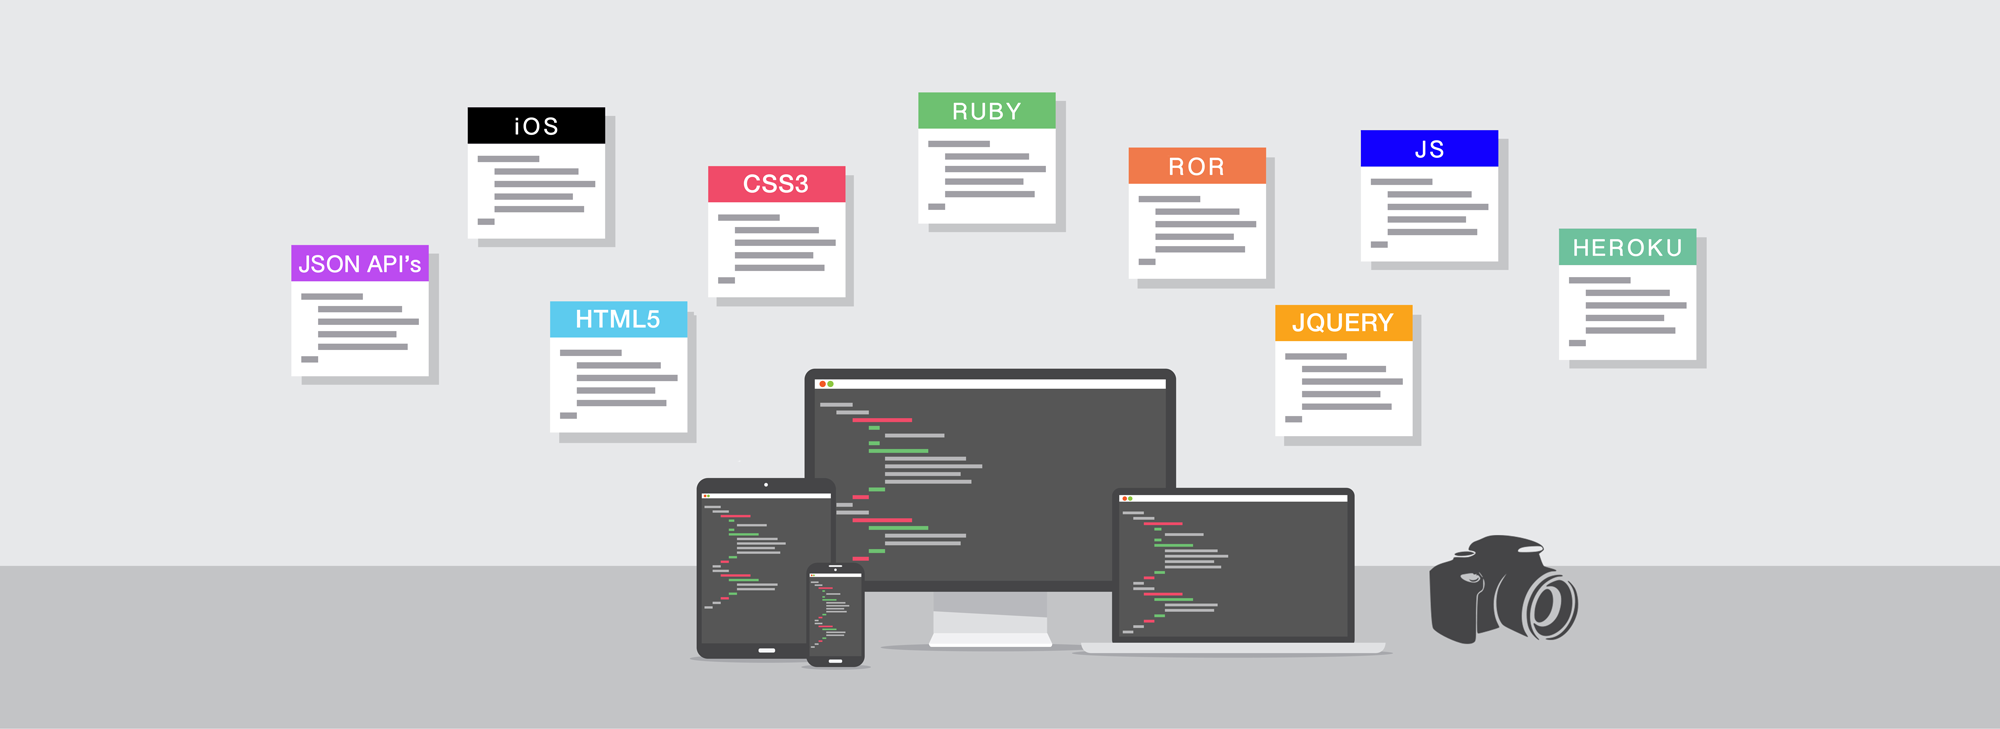 RUBY
iOS
JS
ROR
CSS3
HEROKU
JSON API's
HTML5
JQUERY